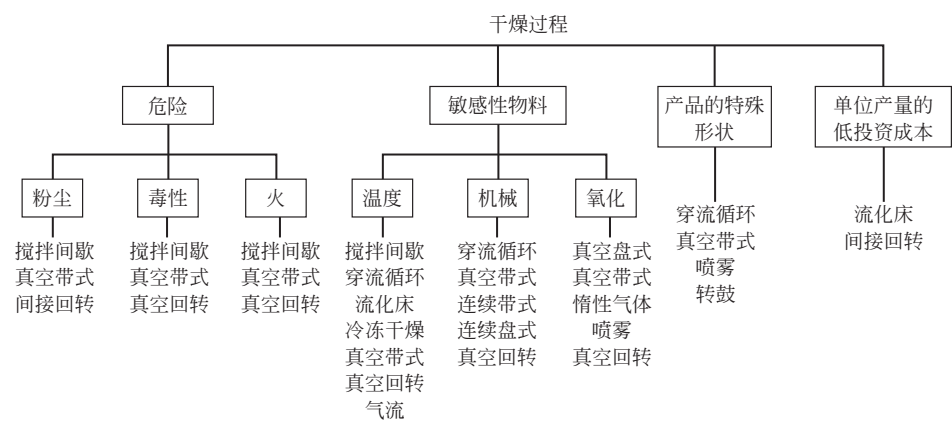 干燥过程
危险
粉尘
搅拌间歇
真空带式
间接回转
毒性
搅拌间歇
真空带式
真空回转
火
搅拌间歇
真空带式
真空回转
敏感性物料
温度
搅拌间歇
穿流循环
流化床
冷冻干燥
真空带式
真空回转
气流
机械
穿流循环
真空带式
连续带式
连续盘式
真空回转
氧化
真空盘式
真空带式
惰性气体
喷雾
真空回转
产品的特殊
形状
穿流循环
真空带式
喷雾
转鼓
单位产量的
低投资成本
流化床
间接回转